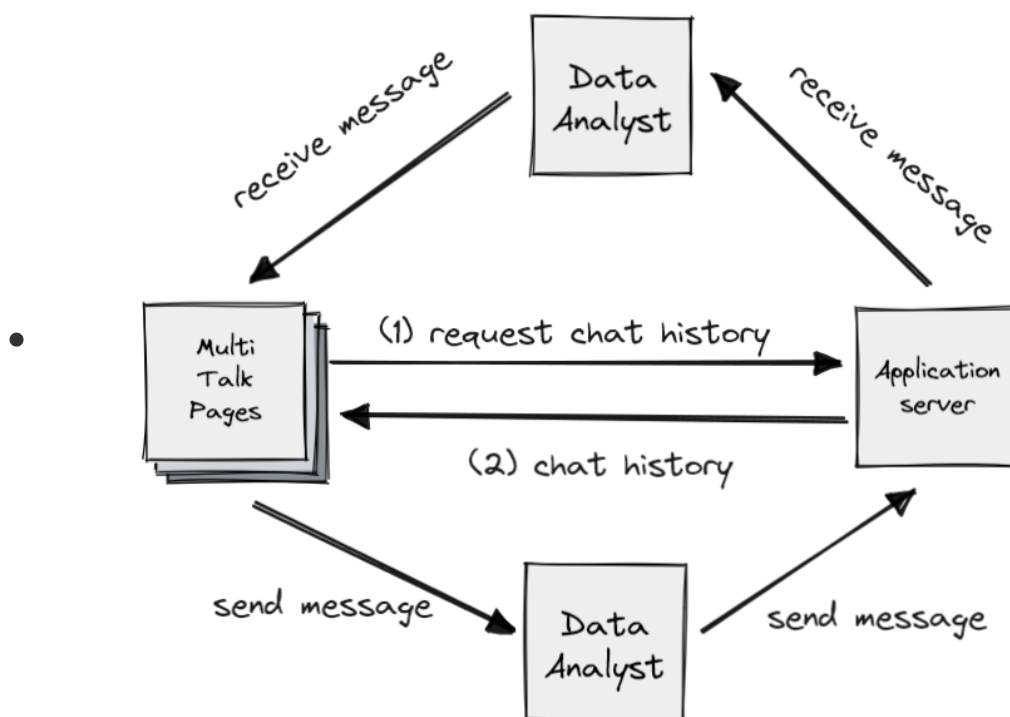 Data
Analyst
receive message
receive message
Multi
Talk
Pages
(1) request chat history
Application
server
(2) chat history
send message
Data
Analyst
send message